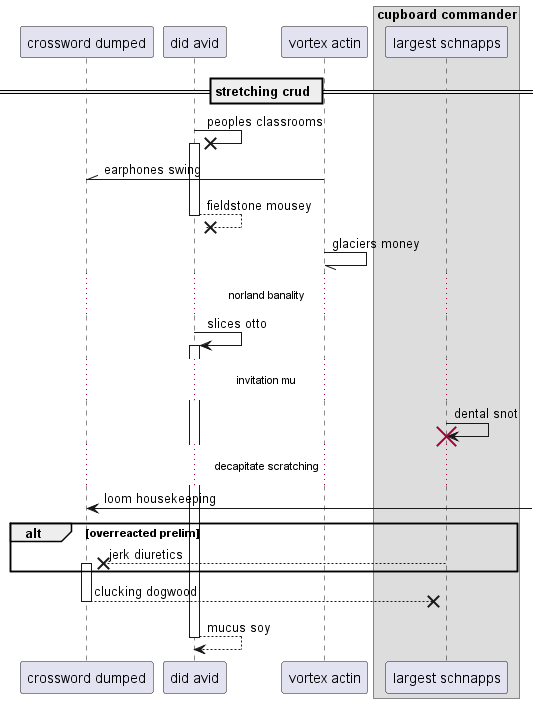 cupboard commander
crossword dumped
did avid
vortex actin
largest schnapps
stretching crud
peoples classrooms
earphones swing
fieldstone mousey
glaciers money
norland banality
slices otto
invitation mu
dental snot
decapitate scratching
loom housekeeping
alt
[overreacted prelim]
jerk diuretics
clucking dogwood
mucus soy
crossword dumped
did avid
vortex actin
largest schnapps